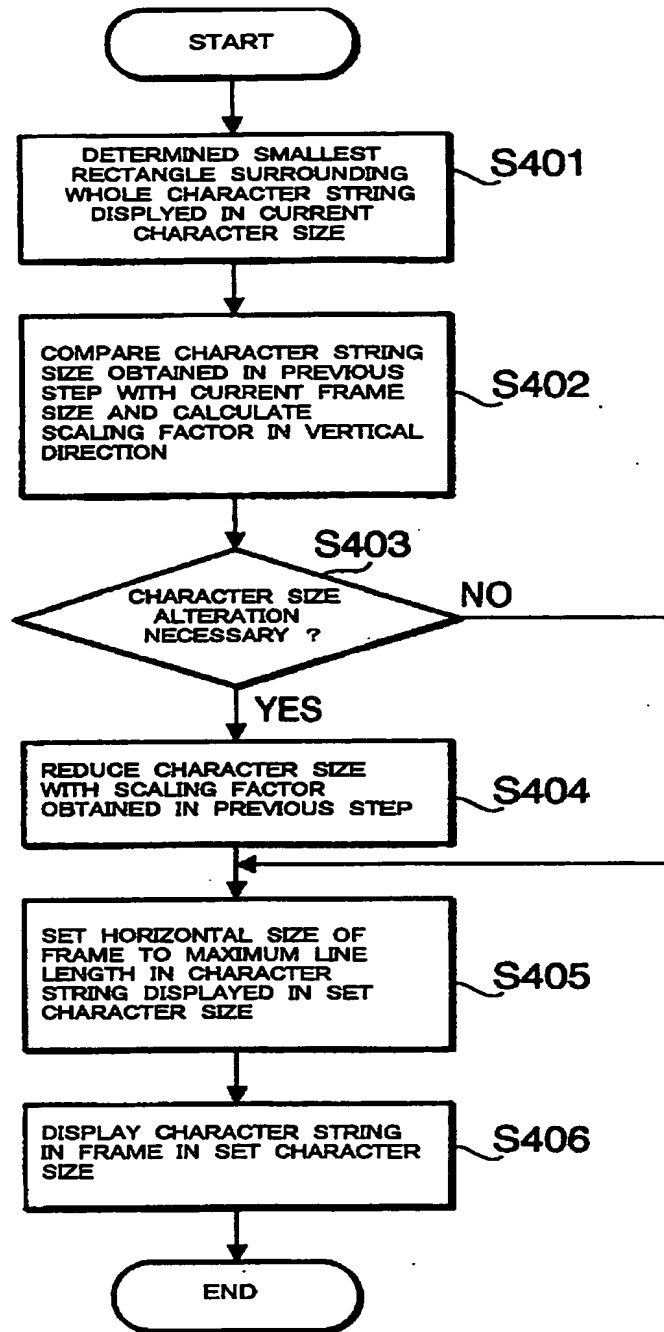 START
DETERMINED SMALLEST
RECTANGLE SURROUNDING
WHOLE CHARACTER STRING
DISPLYED IN CURRENT
CHARACTER SIZE
S401
COMPARE CHARACTER STRING
SIZE OBTAINED IN PREVIOUS
STEP WITH CURRENT FRAME
SIZE AND CALCULATE
SCALING FACTOR IN VERTICAL
DIRECTION
S402
S403
CHARACTER SIZE
ALTERATION
NECESSARY ?
NO
YES
REDUCE CHARACTER SIZE
WITH SCALING FACTOR
OBTAINED IN PREVIOUS STEP
S404
SET HORIZONTAL SIZE OF
FRAME TO MAXIMUM LINE
LENGTH IN CHARACTER
STRING DISPLAYED IN SET
CHARACTER SIZE
S405
DISPLAY CHARACTER STRING
IN FRAME IN SET CHARACTER
SIZE
S406
END